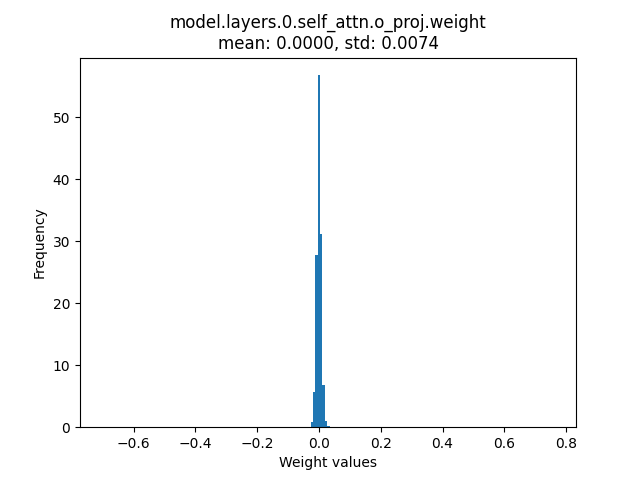 model.layers.0.self_attn.o_proj.weight
mean: 0.0000, std: 0.0074
50
40
30
20
10
0
Frequency
−0.6 −0.4 −0.2 0.0 0.2 0.4 0.6 0.8
Weight values